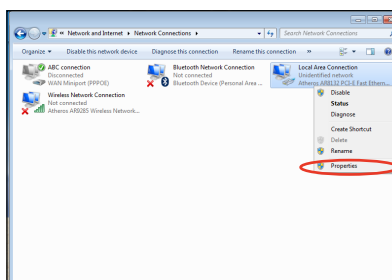 « Network and Internet ▸ Network Connections ▸
Search Network Connections
Organize ▾ Disable this network device Diagnose this connection Rename this connection »
ABC connection
Disconnected
WAN Miniport (PPPOE)
Bluetooth Network Connection
Not connected
Bluetooth Device (Personal Area ...
Local Area Connection
Unidentified network
Atheros AR8132 PCI-E Fast Ethern...
Wireless Network Connection
Not connected
Atheros AR9285 Wireless Network...
Disable
Status
Diagnose
Create Shortcut
Delete
Rename
Properties